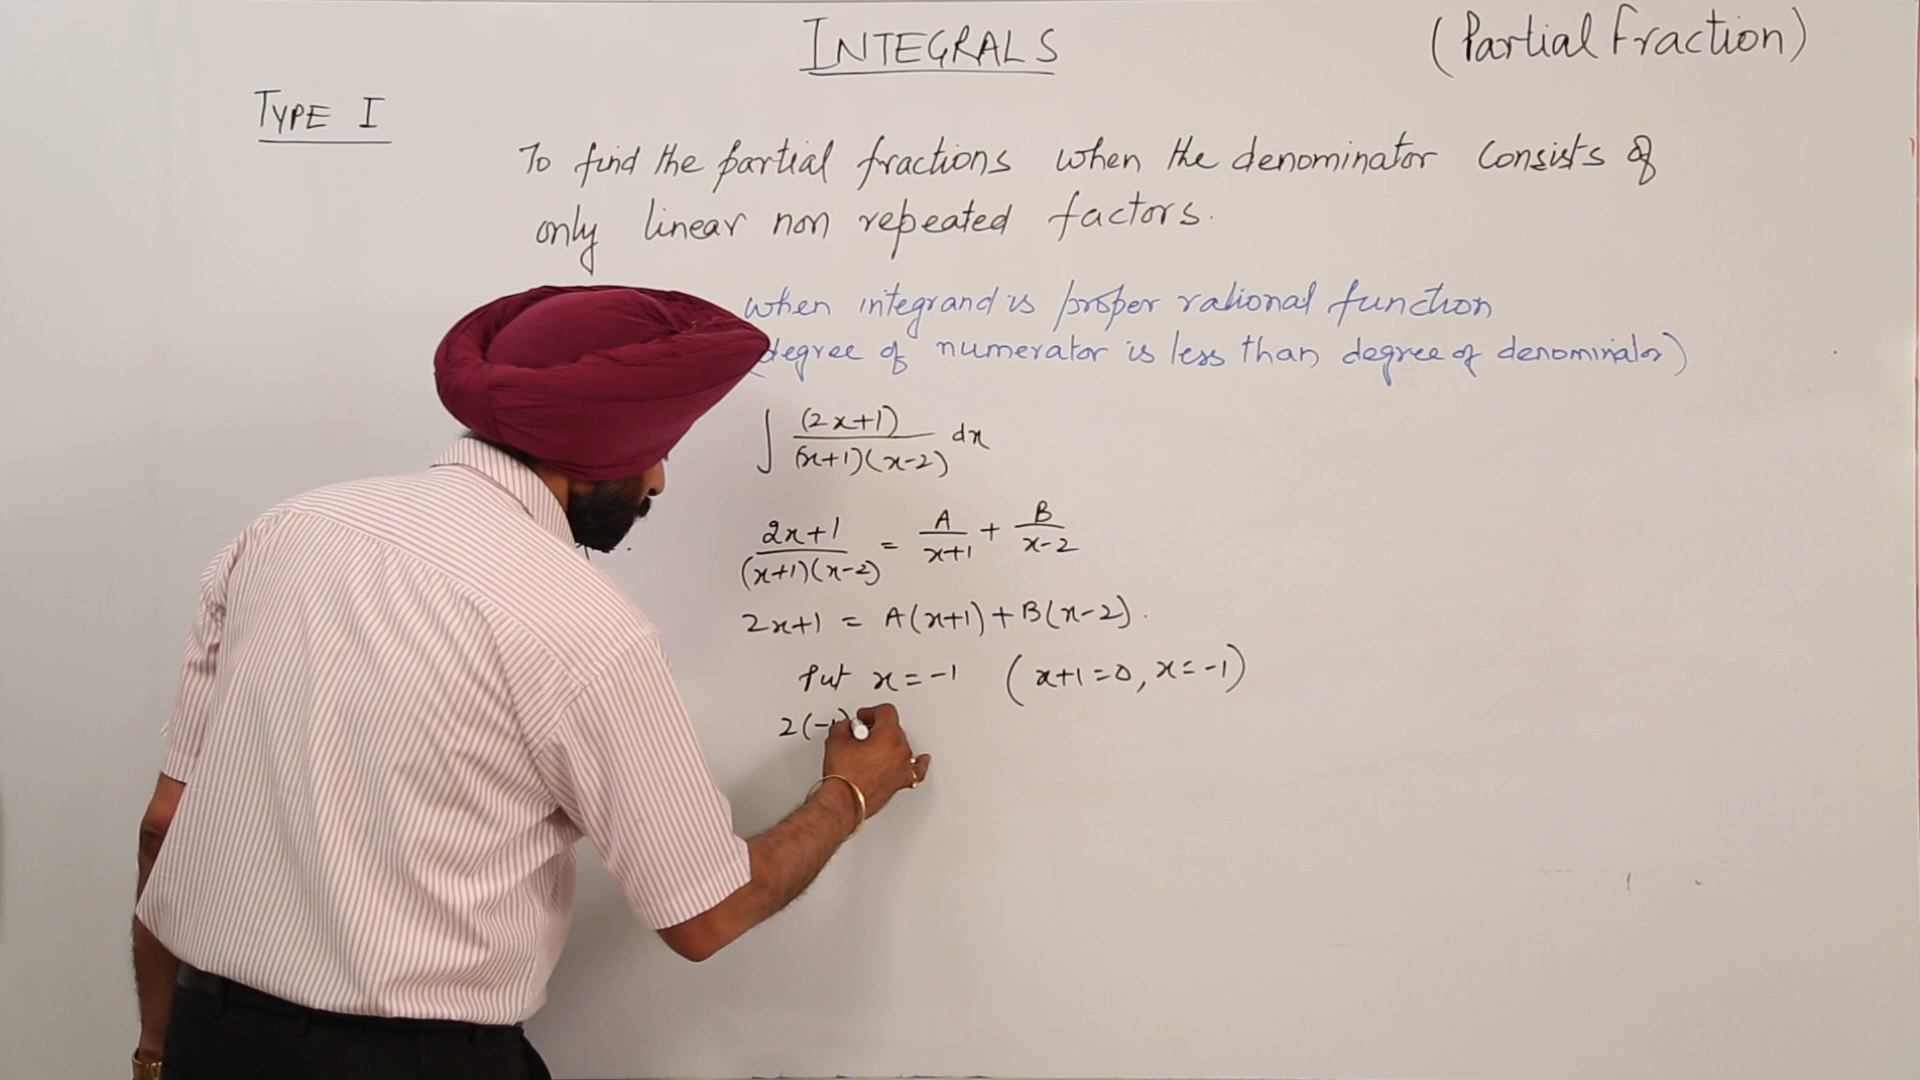 INTEGRALS (Partial Fraction)
TYPE I
To find the partial fractions when the denominator consists of
only linear non repeated factors.
when integrand is proper rational function
(degree of numerator is less than degree of denominator)
∫ (2x+1)/(x+1)(x-2) dx
2x+1/(x+1)(x-2) = A/x+1 + B/x-2
2x+1 = A(x+1)+B(x-2).
Put x=-1 (x+1=0, x=-1)
2(-1)